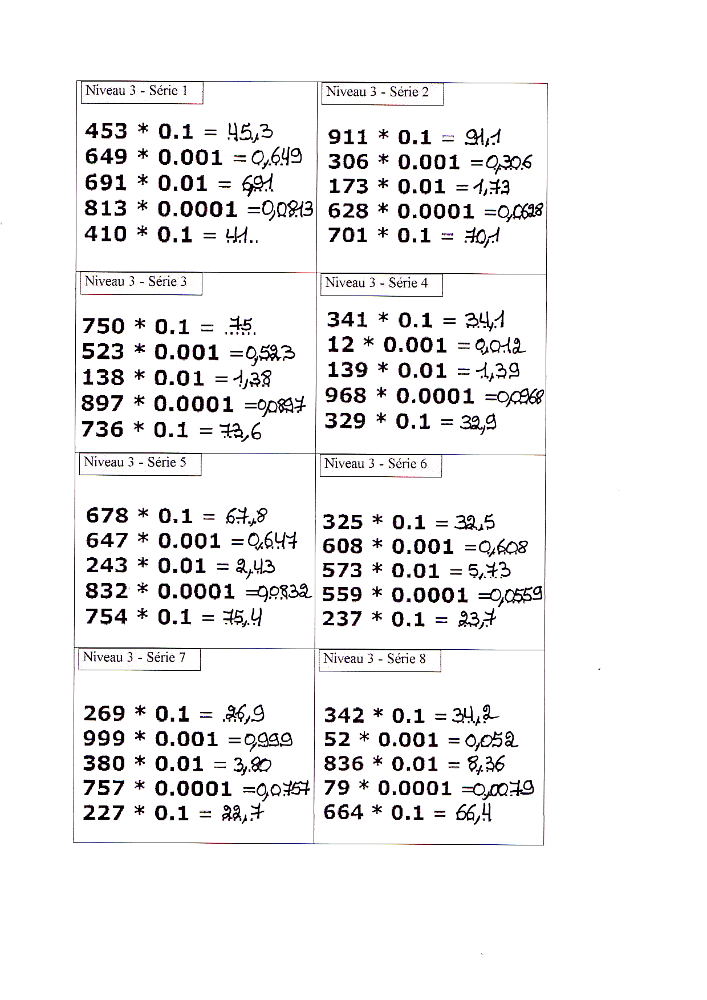 Niveau 3 - Série 1
453 * 0.1 = 45,3
649 * 0.001 = 0,649
691 * 0.01 = 6,91
813 * 0.0001 = 0,0813
410 * 0.1 = 41..
Niveau 3 - Série 2
911 * 0.1 = 91,1
306 * 0.001 = 0,306
173 * 0.01 = 1,73
628 * 0.0001 = 0,0628
701 * 0.1 = 70,1
Niveau 3 - Série 3
750 * 0.1 = 75
523 * 0.001 = 0,523
138 * 0.01 = 1,38
897 * 0.0001 = 0,0897
736 * 0.1 = 73,6
Niveau 3 - Série 4
341 * 0.1 = 34,1
12 * 0.001 = 0,012
139 * 0.01 = 1,39
968 * 0.0001 = 0,0968
329 * 0.1 = 32,9
Niveau 3 - Série 5
678 * 0.1 = 67,8
647 * 0.001 = 0,647
243 * 0.01 = 2,43
832 * 0.0001 = 0,0832
754 * 0.1 = 75,4
Niveau 3 - Série 6
325 * 0.1 = 32,5
608 * 0.001 = 0,608
573 * 0.01 = 5,73
559 * 0.0001 = 0,0559
237 * 0.1 = 23,7
Niveau 3 - Série 7
269 * 0.1 = 26,9
999 * 0.001 = 0,999
380 * 0.01 = 3,80
757 * 0.0001 = 0,0757
227 * 0.1 = 22,7
Niveau 3 - Série 8
342 * 0.1 = 34,2
52 * 0.001 = 0,052
836 * 0.01 = 8,36
79 * 0.0001 = 0,0079
664 * 0.1 = 66,4